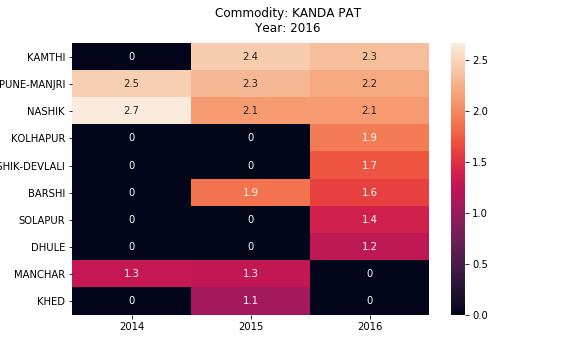 Commodity: KANDA PAT
Year: 2016
KAMTHI 0 2.4 2.3
PUNE-MANJRI 2.5 2.3 2.2
NASHIK 2.7 2.1 2.1
KOLHAPUR 0 0 1.9
SHIK-DEVLALI 0 0 1.7
BARSHI 0 1.9 1.6
SOLAPUR 0 0 1.4
DHULE 0 0 1.2
MANCHAR 1.3 1.3 0
KHED 0 1.1 0
2014 2015 2016
2.5
2.0
1.5
1.0
0.5
0.0